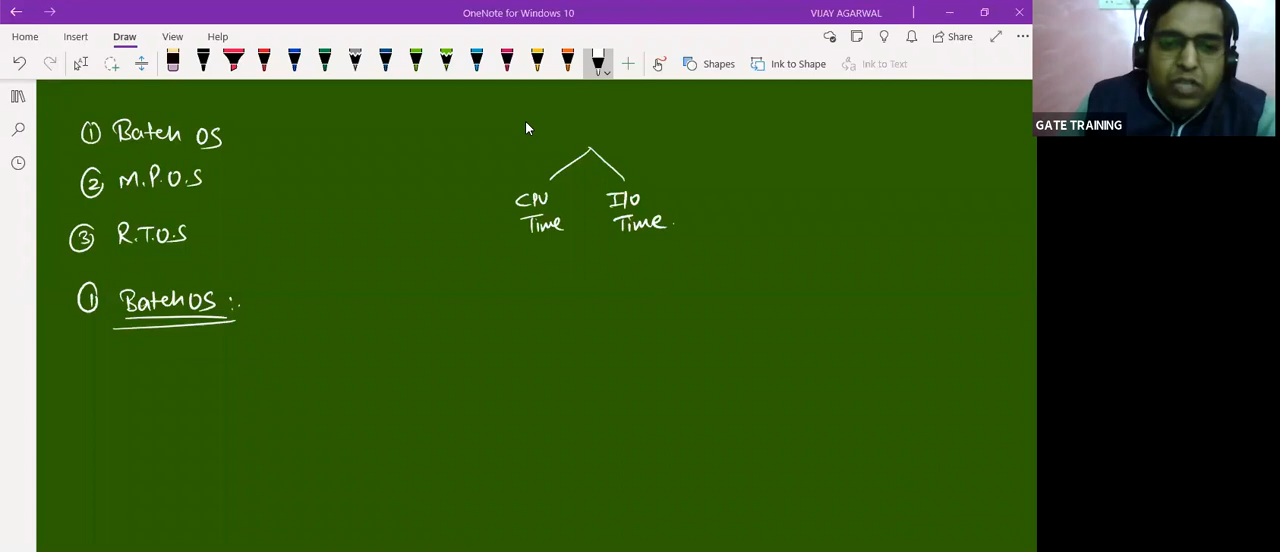 OneNote for Windows 10
VIJAY AGARWAL
Home Insert Draw View Help
Share
Shapes Ink to Shape Ink to Text
GATE TRAINING
① Batch OS
② M.P.O.S
③ R.T.O.S
CPU I/O
Time Time
① Batch OS :